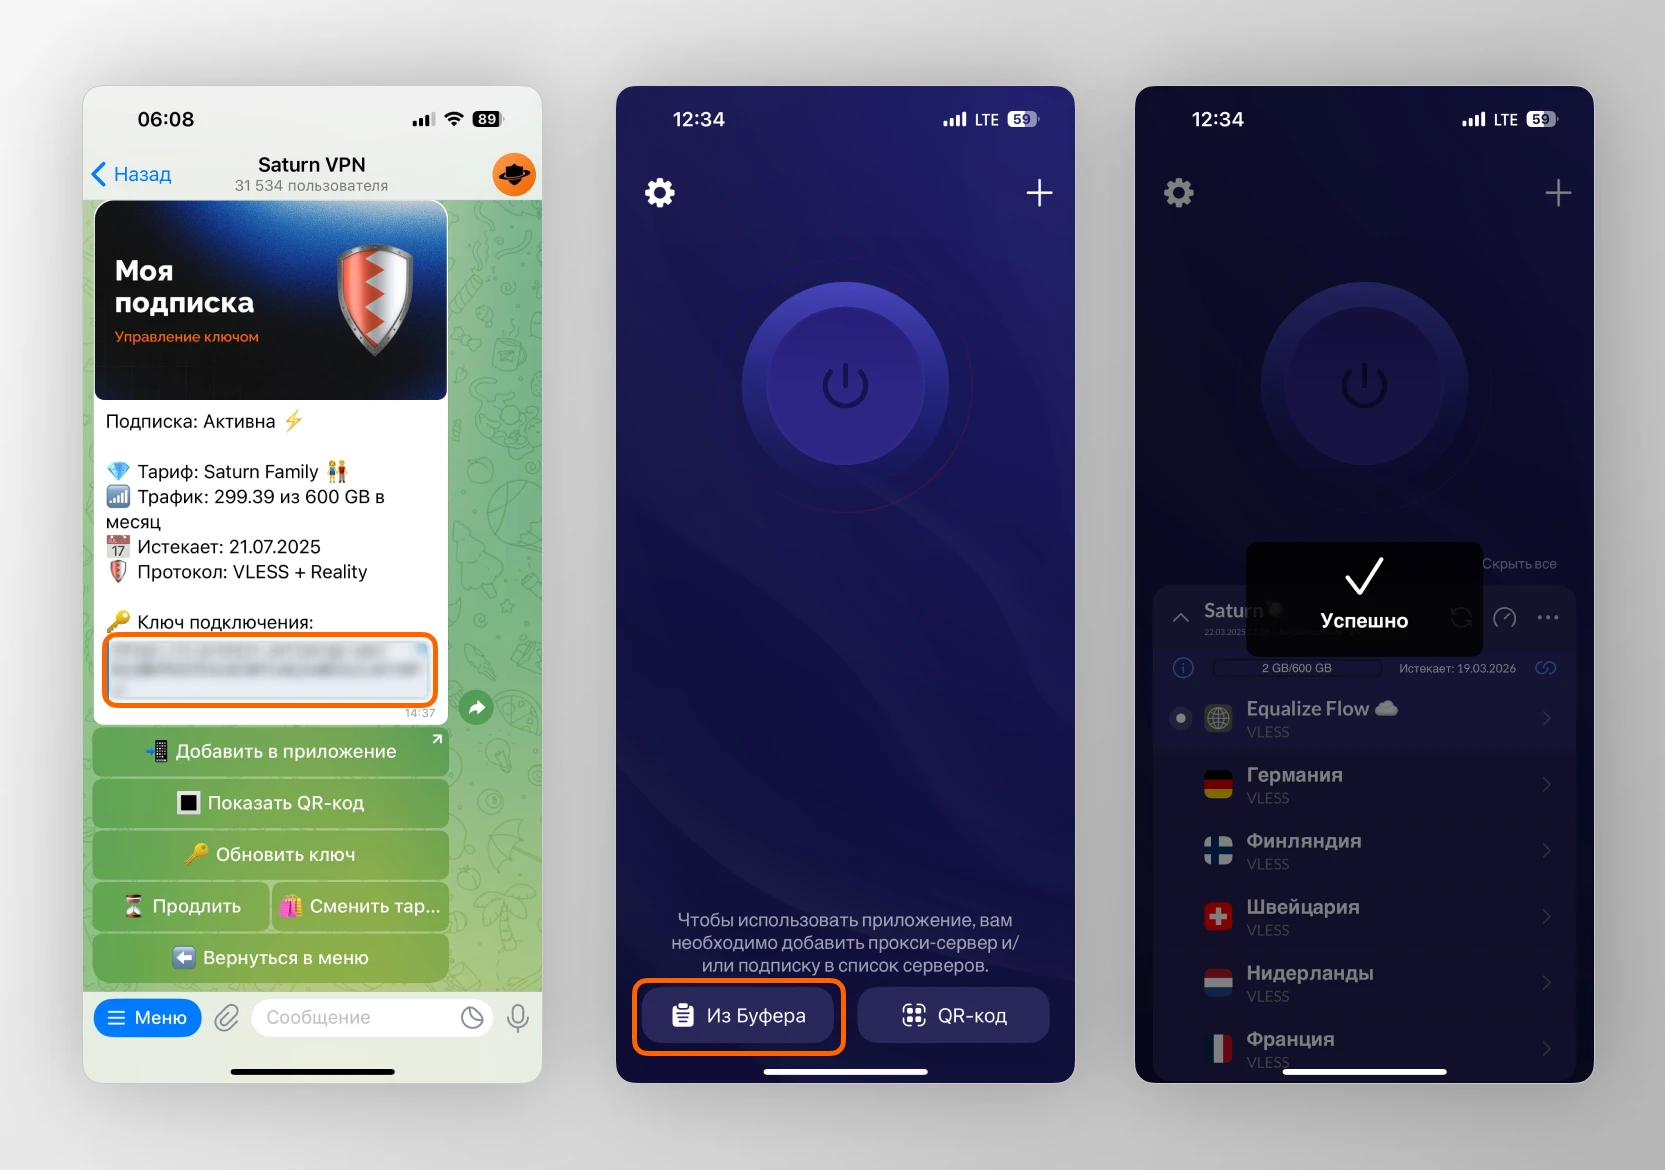 06:08
89
Назад
Saturn VPN
31 534 пользователя
Моя
подписка
Управление ключом
Подписка: Активна ⚡
💎 Тариф: Saturn Family 👫
📶 Трафик: 299.39 из 600 GB в
месяц
17 Истекает: 21.07.2025
Протокол: VLESS + Reality
🔑 Ключ подключения:
14:37
📲 Добавить в приложение
🔲 Показать QR-код
🔑 Обновить ключ
⏳ Продлить
🛍️ Сменить тар...
⬅️ Вернуться в меню
Меню
Сообщение
12:34
LTE 59
Чтобы использовать приложение, вам
необходимо добавить прокси-сервер и/
или подписку в список серверов.
Из Буфера
QR-код
12:34
LTE 59
Скрыть все
Saturn
22.03.2025
Успешно
2 GB/600 GB
Истекает: 19.03.2026
Equalize Flow ☁️
VLESS
Германия
VLESS
Финляндия
VLESS
Швейцария
VLESS
Нидерланды
VLESS
Франция
VLESS